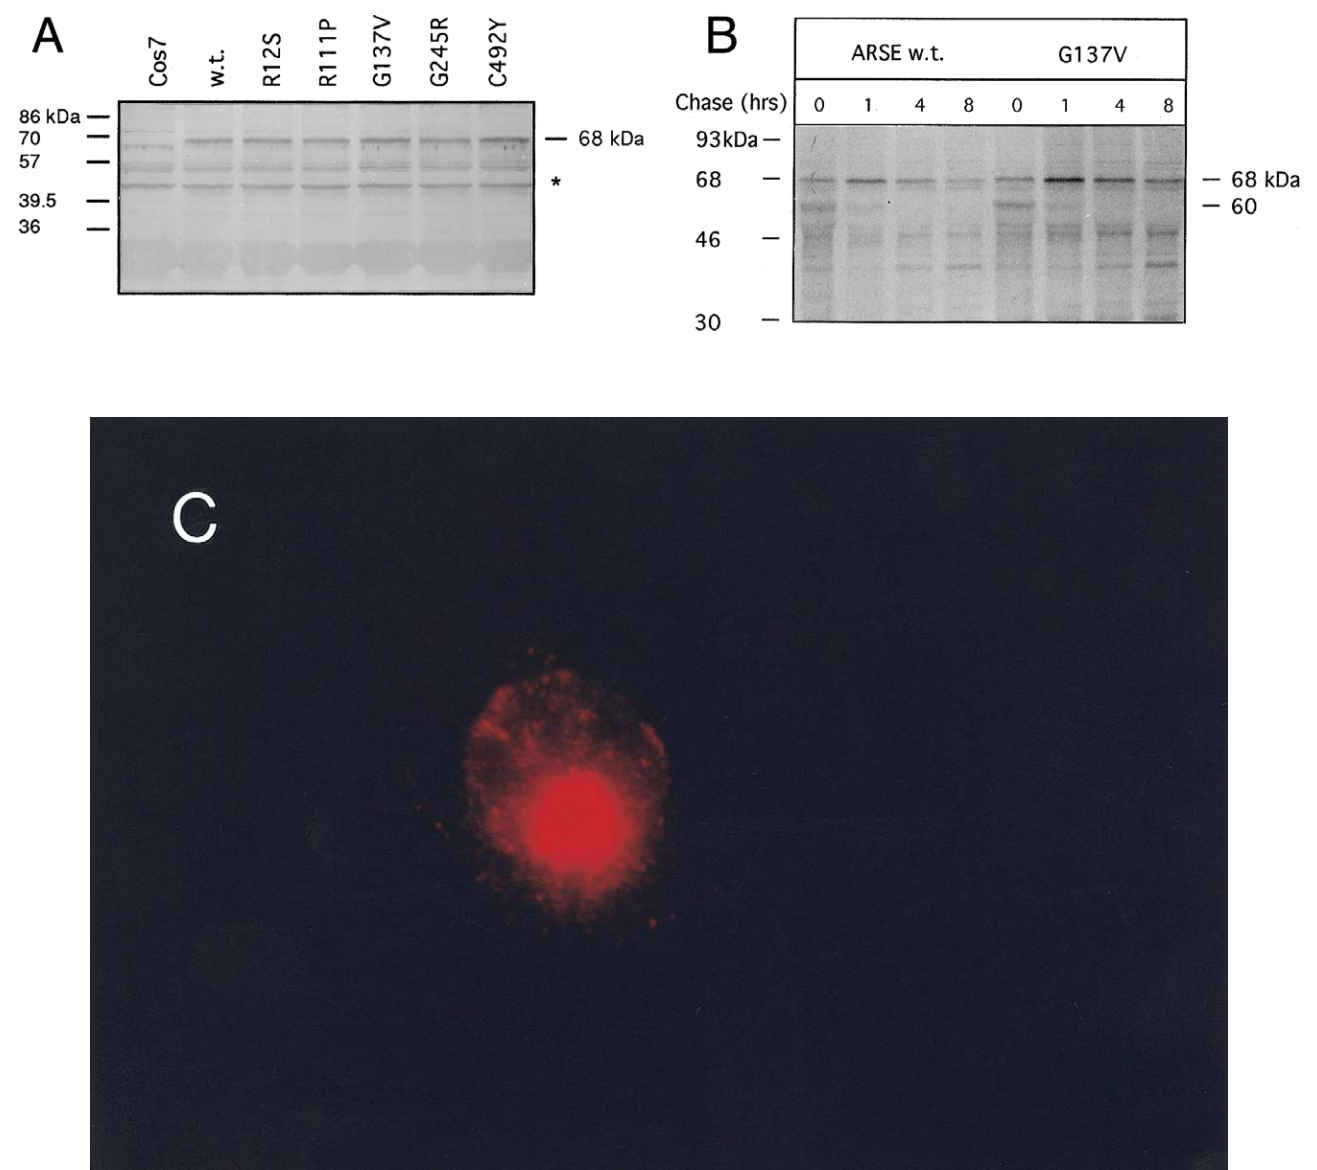 A
Cos7 w.t. R12S R111P G137V G245R C492Y
86 kDa
70
57
39.5
36
68 kDa
*
B
ARSE w.t. G137V
Chase (hrs) 0 1 4 8 0 1 4 8
93kDa
68
46
30
68 kDa
60
C